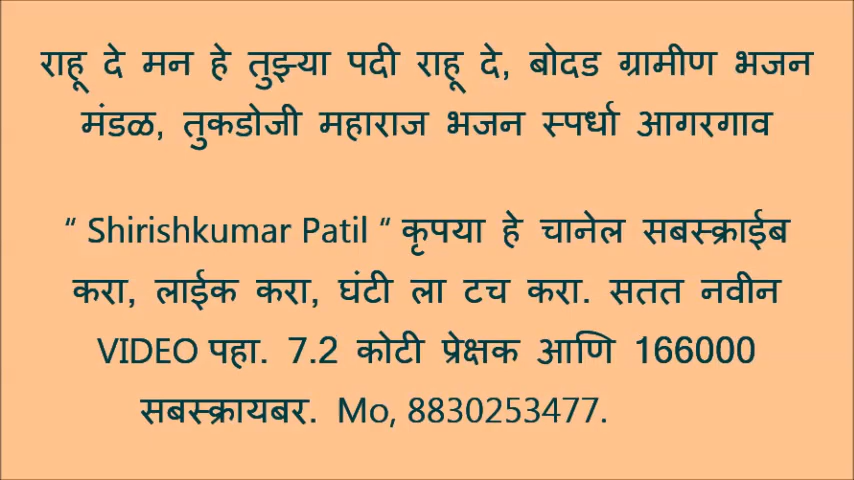 राहू दे मन हे तुझ्या पदी राहू दे, बोदड ग्रामीण भजन
मंडळ, तुकडोजी महाराज भजन स्पर्धा आगरगाव
“ Shirishkumar Patil “ कृपया हे चानेल सबस्क्राईब
करा, लाईक करा, घंटी ला टच करा. सतत नवीन
VIDEO पहा. 7.2 कोटी प्रेक्षक आणि 166000
सबस्क्रायबर. Mo, 8830253477.